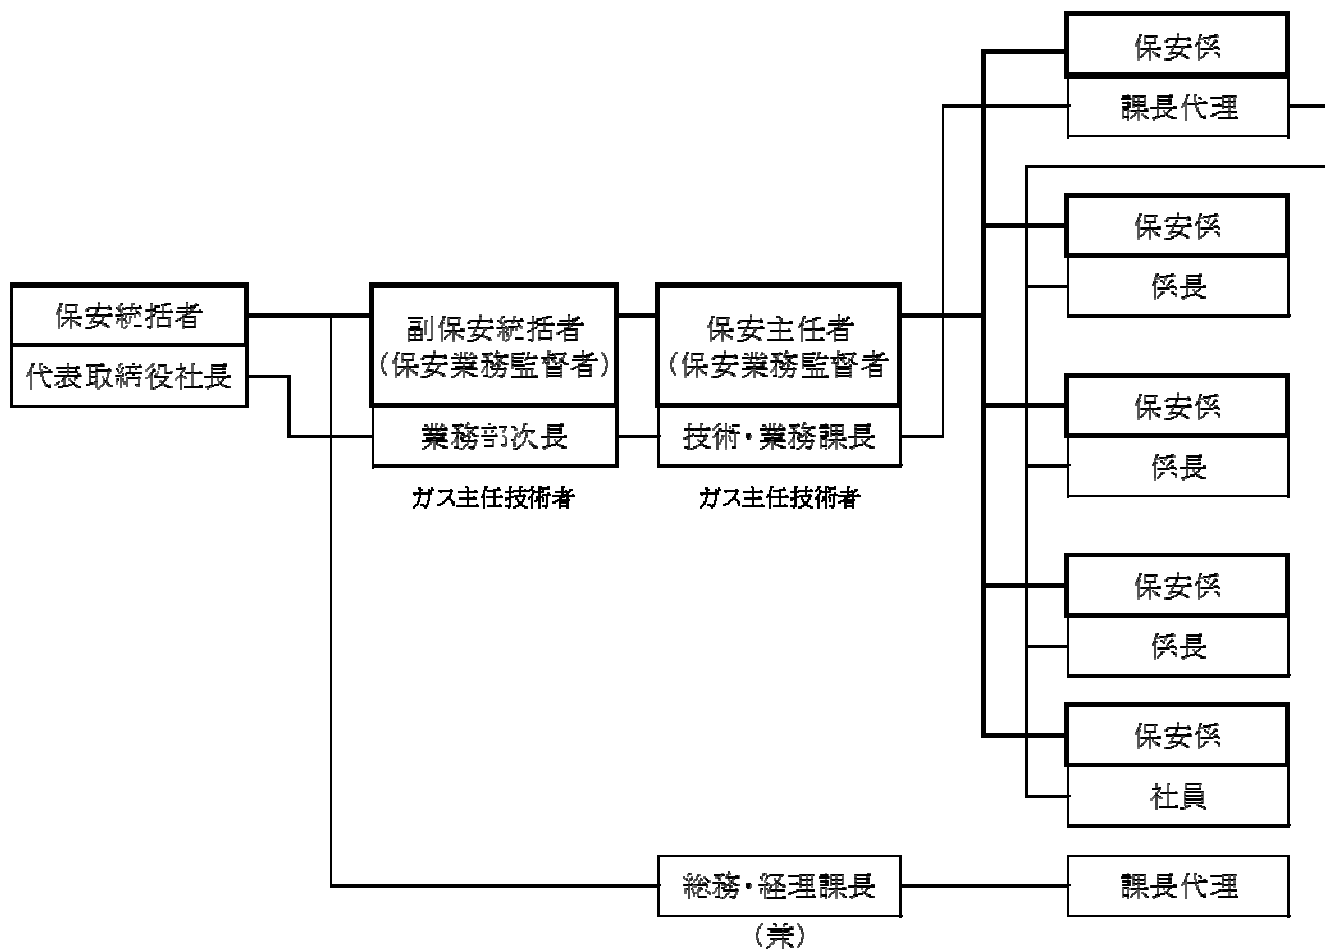 保安統括者
代表取締役社長
副保安統括者
(保安業務監督者)
業務部次長
ガス主任技術者
保安主任者
(保安業務監督者
技術・業務課長
ガス主任技術者
保安係
課長代理
保安係
係長
保安係
係長
保安係
係長
保安係
社員
総務・経理課長
(兼)
課長代理